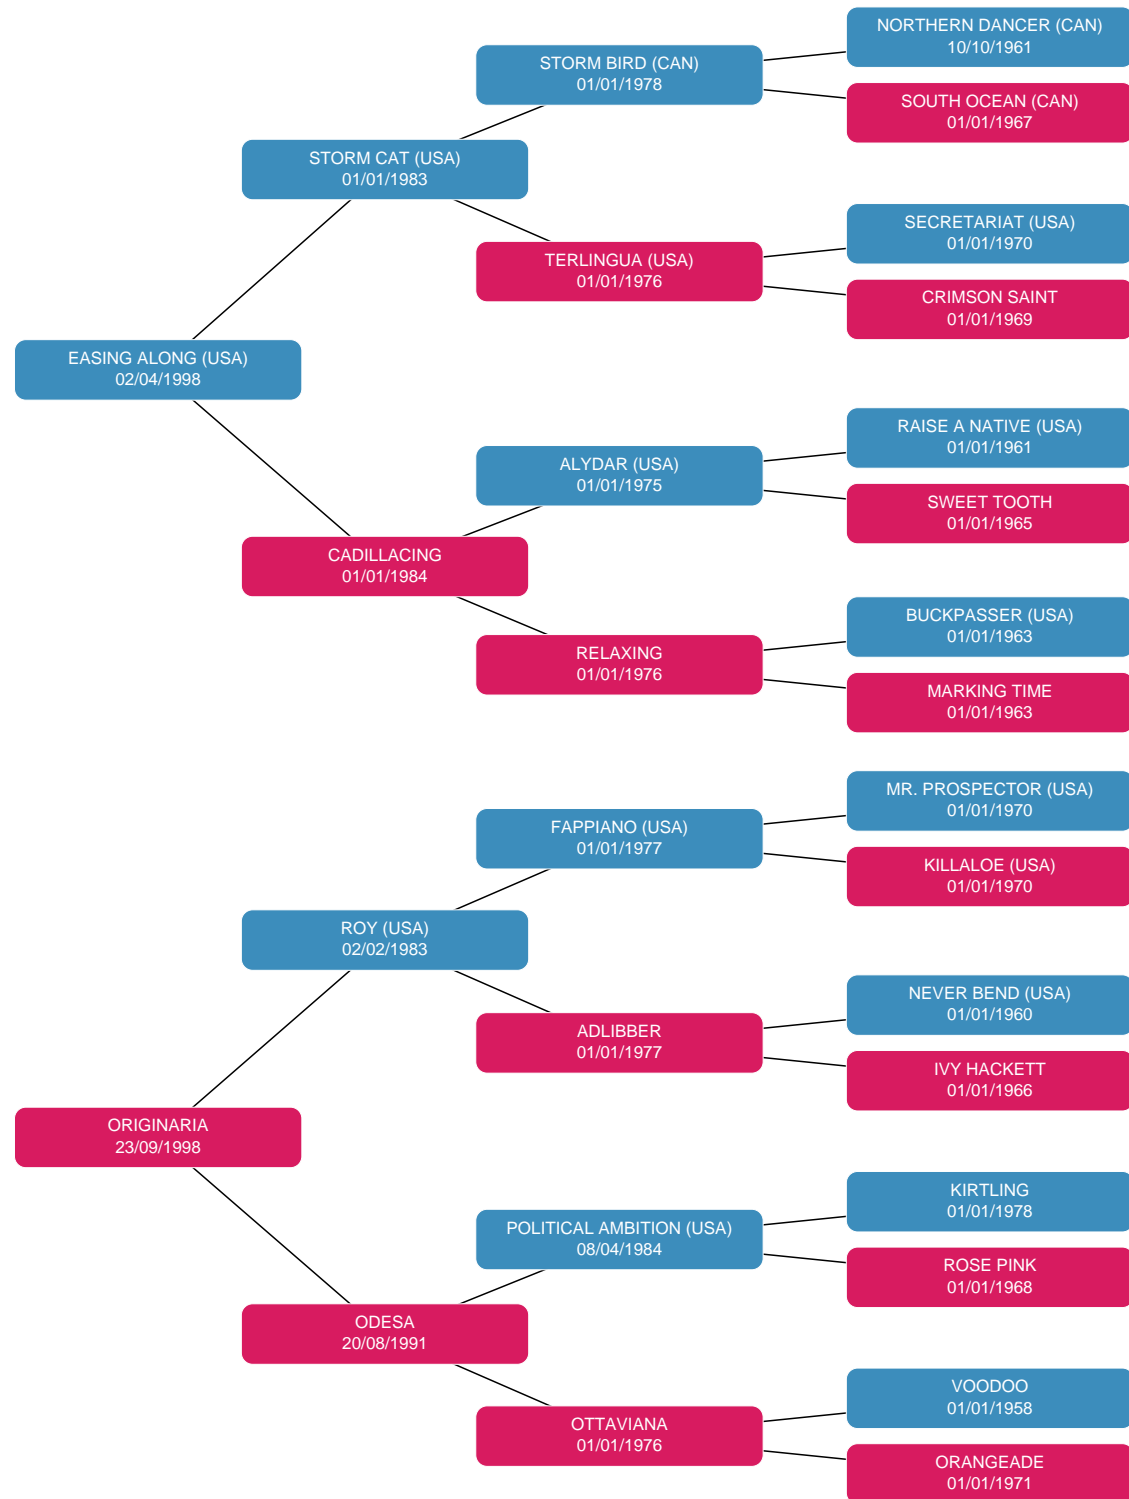 NORTHERN DANCER (CAN)
10/10/1961
STORM BIRD (CAN)
01/01/1978
SOUTH OCEAN (CAN)
01/01/1967
STORM CAT (USA)
01/01/1983
SECRETARIAT (USA)
01/01/1970
TERLINGUA (USA)
01/01/1976
CRIMSON SAINT
01/01/1969
EASING ALONG (USA)
02/04/1998
RAISE A NATIVE (USA)
01/01/1961
ALYDAR (USA)
01/01/1975
SWEET TOOTH
01/01/1965
CADILLACING
01/01/1984
BUCKPASSER (USA)
01/01/1963
RELAXING
01/01/1976
MARKING TIME
01/01/1963
MR. PROSPECTOR (USA)
01/01/1970
FAPPIANO (USA)
01/01/1977
KILLALOE (USA)
01/01/1970
ROY (USA)
02/02/1983
NEVER BEND (USA)
01/01/1960
ADLIBBER
01/01/1977
IVY HACKETT
01/01/1966
ORIGINARIA
23/09/1998
KIRTLING
01/01/1978
POLITICAL AMBITION (USA)
08/04/1984
ROSE PINK
01/01/1968
ODESA
20/08/1991
VOODOO
01/01/1958
OTTAVIANA
01/01/1976
ORANGEADE
01/01/1971